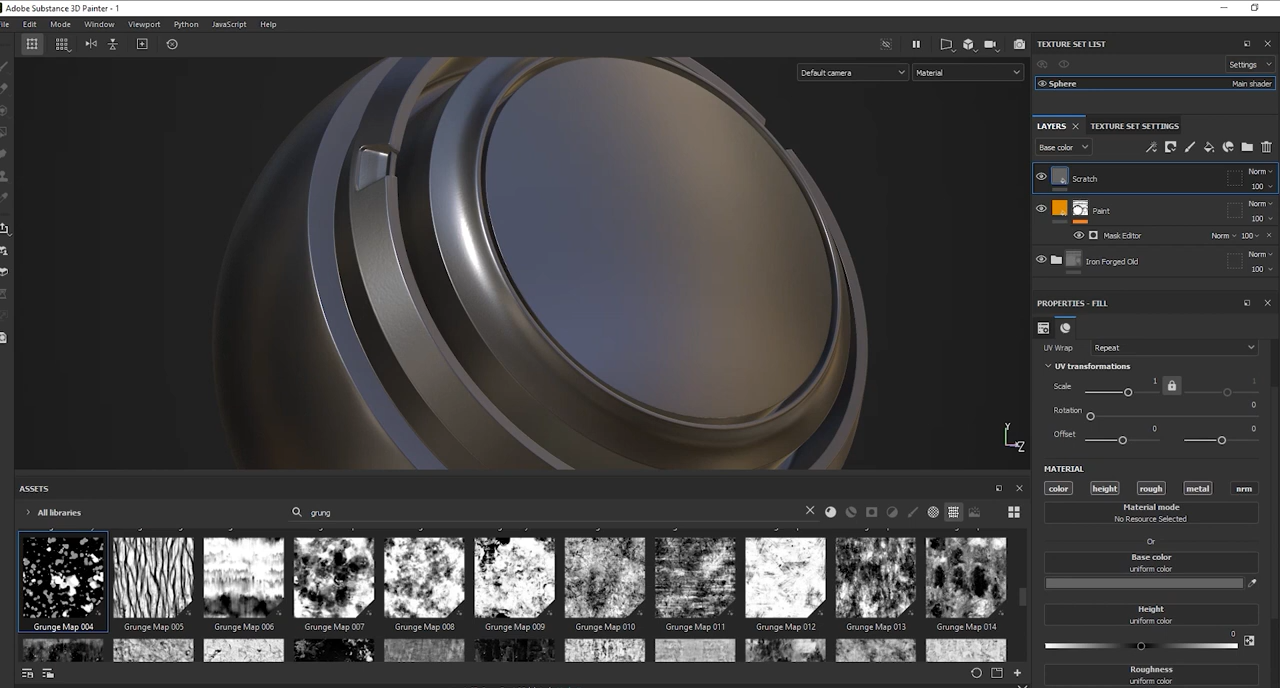 Adobe Substance 3D Painter - 1
File Edit Mode Window Viewport Python JavaScript Help
Default camera
Material
TEXTURE SET LIST
Settings
Sphere Main shader
LAYERS TEXTURE SET SETTINGS
Base color
Scratch Norm 100
Paint Norm 100
Mask Editor Norm 100
Iron Forged Old Norm 100
PROPERTIES - FILL
UV Wrap Repeat
UV transformations
Scale 1 1
Rotation 0
Offset 0 0
MATERIAL
color height rough metal nrm
Material mode
No Resource Selected
Or
Base color
uniform color
Height
uniform color
0
Roughness
uniform color
Y
Z
ASSETS
All libraries
grung
Grunge Map 004 Grunge Map 005 Grunge Map 006 Grunge Map 007 Grunge Map 008 Grunge Map 009 Grunge Map 010 Grunge Map 011 Grunge Map 012 Grunge Map 013 Grunge Map 014